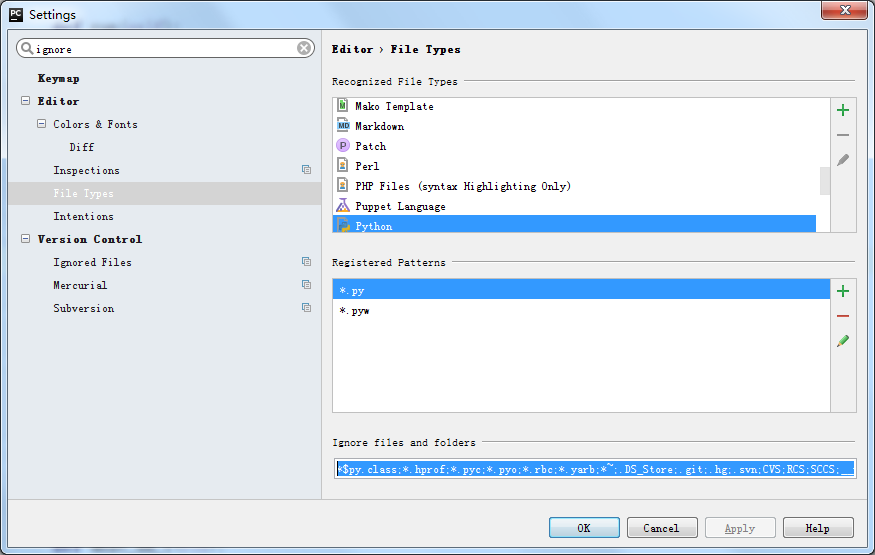 PC Settings
ignore
Keymap
Editor
Colors & Fonts
Diff
Inspections
File Types
Intentions
Version Control
Ignored Files
Mercurial
Subversion
Editor › File Types
Recognized File Types
Mako Template
MD Markdown
P Patch
Perl
PHP Files (syntax Highlighting Only)
Puppet Language
Python
Registered Patterns
*.py
*.pyw
Ignore files and folders
*$py.class;*.hprof;*.pyc;*.pyo;*.rbc;*.yarb;*~;.DS_Store;.git;.hg;.svn;CVS;RCS;SCCS;__
OK
Cancel
Apply
Help